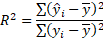 R² = Σ(ŷᵢ − y̅)² / Σ(yᵢ − y̅)²